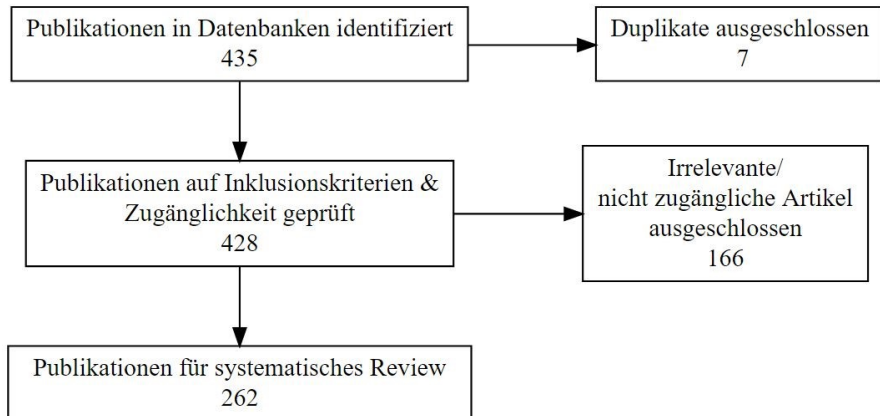 Publikationen in Datenbanken identifiziert
435
Duplikate ausgeschlossen
7
Publikationen auf Inklusionskriterien &
Zugänglichkeit geprüft
428
Irrelevante/
nicht zugängliche Artikel
ausgeschlossen
166
Publikationen für systematisches Review
262